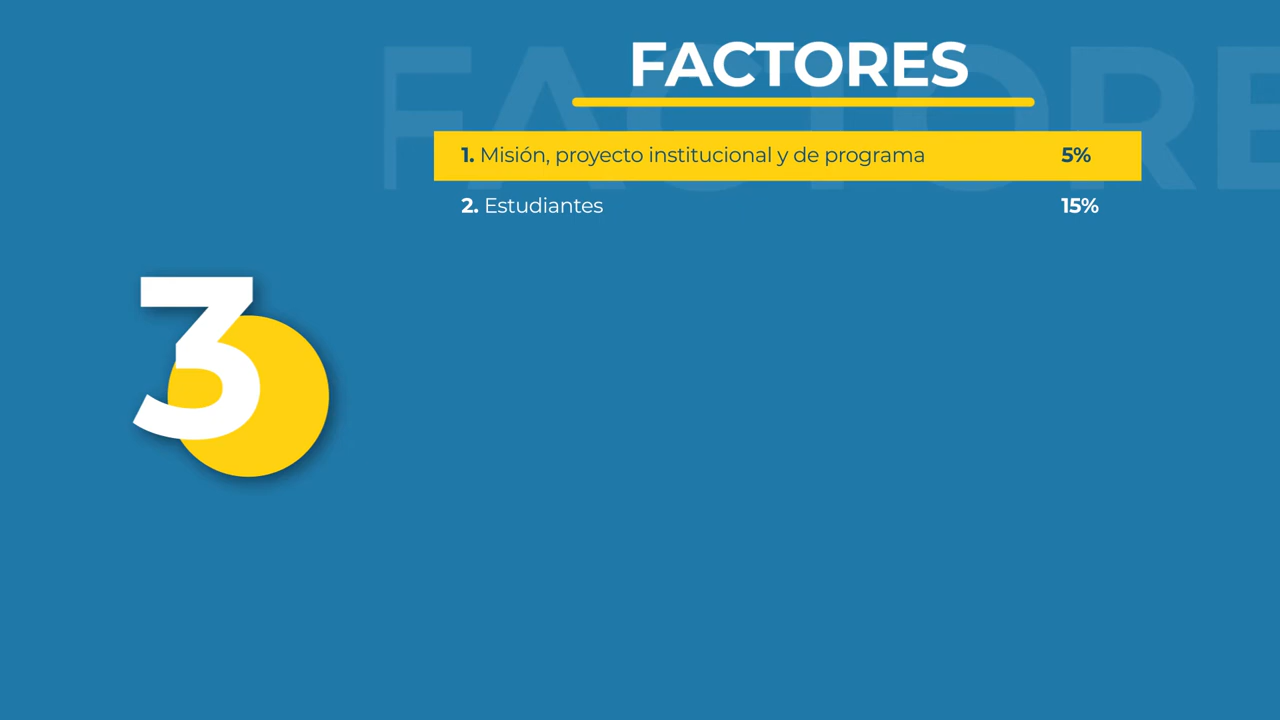 FACTORES
1. Misión, proyecto institucional y de programa 5%
2. Estudiantes 15%
3